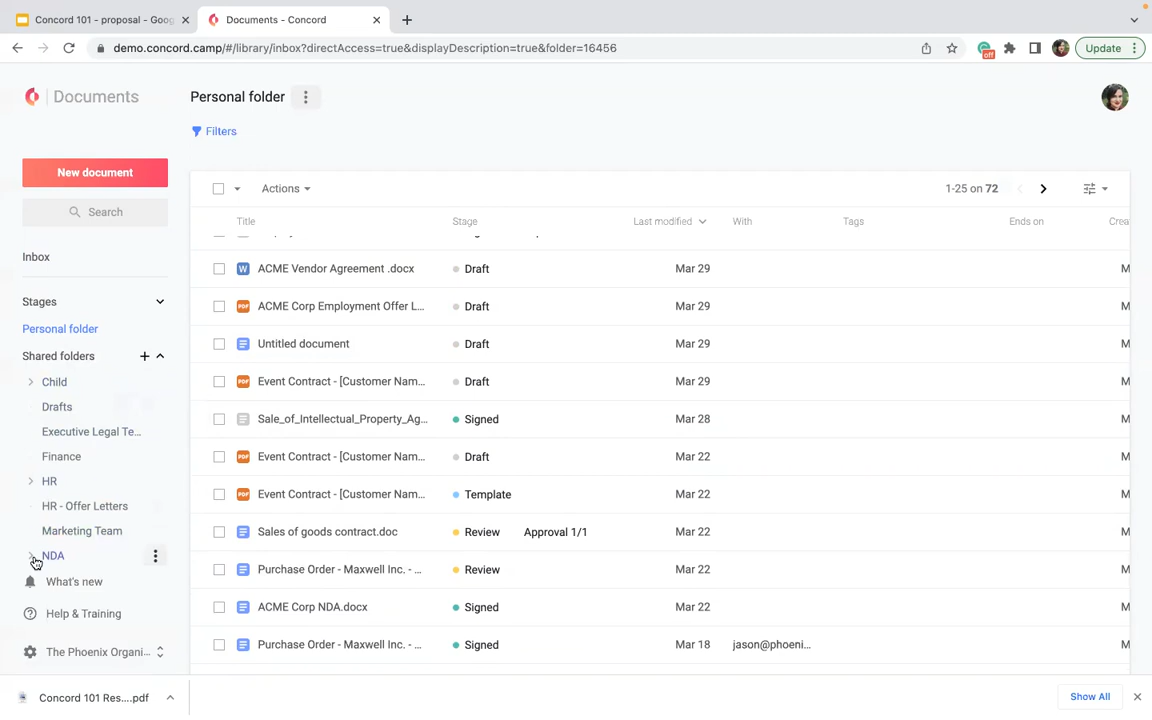 Concord 101 - proposal - Goog
Documents - Concord
demo.concord.camp/#/library/inbox?directAccess=true&displayDescription=true&folder=16456
off
Update
Documents
Personal folder
Filters
New document
Search
Inbox
Stages
Personal folder
Shared folders
Child
Drafts
Executive Legal Te...
Finance
HR
HR - Offer Letters
Marketing Team
NDA
What's new
Help & Training
The Phoenix Organi...
Actions
1-25 on 72
Title Stage Last modified With Tags Ends on Crea
W ACME Vendor Agreement .docx Draft Mar 29 M
PDF ACME Corp Employment Offer L... Draft Mar 29 M
Untitled document Draft Mar 29 M
PDF Event Contract - [Customer Nam... Draft Mar 29 M
Sale_of_Intellectual_Property_Ag... Signed Mar 28 M
PDF Event Contract - [Customer Nam... Draft Mar 22 M
PDF Event Contract - [Customer Nam... Template Mar 22 M
Sales of goods contract.doc Review Approval 1/1 Mar 22 M
Purchase Order - Maxwell Inc. - ... Review Mar 22 M
ACME Corp NDA.docx Signed Mar 22 M
Purchase Order - Maxwell Inc. - ... Signed Mar 18 jason@phoeni... M
Concord 101 Res....pdf
Show All